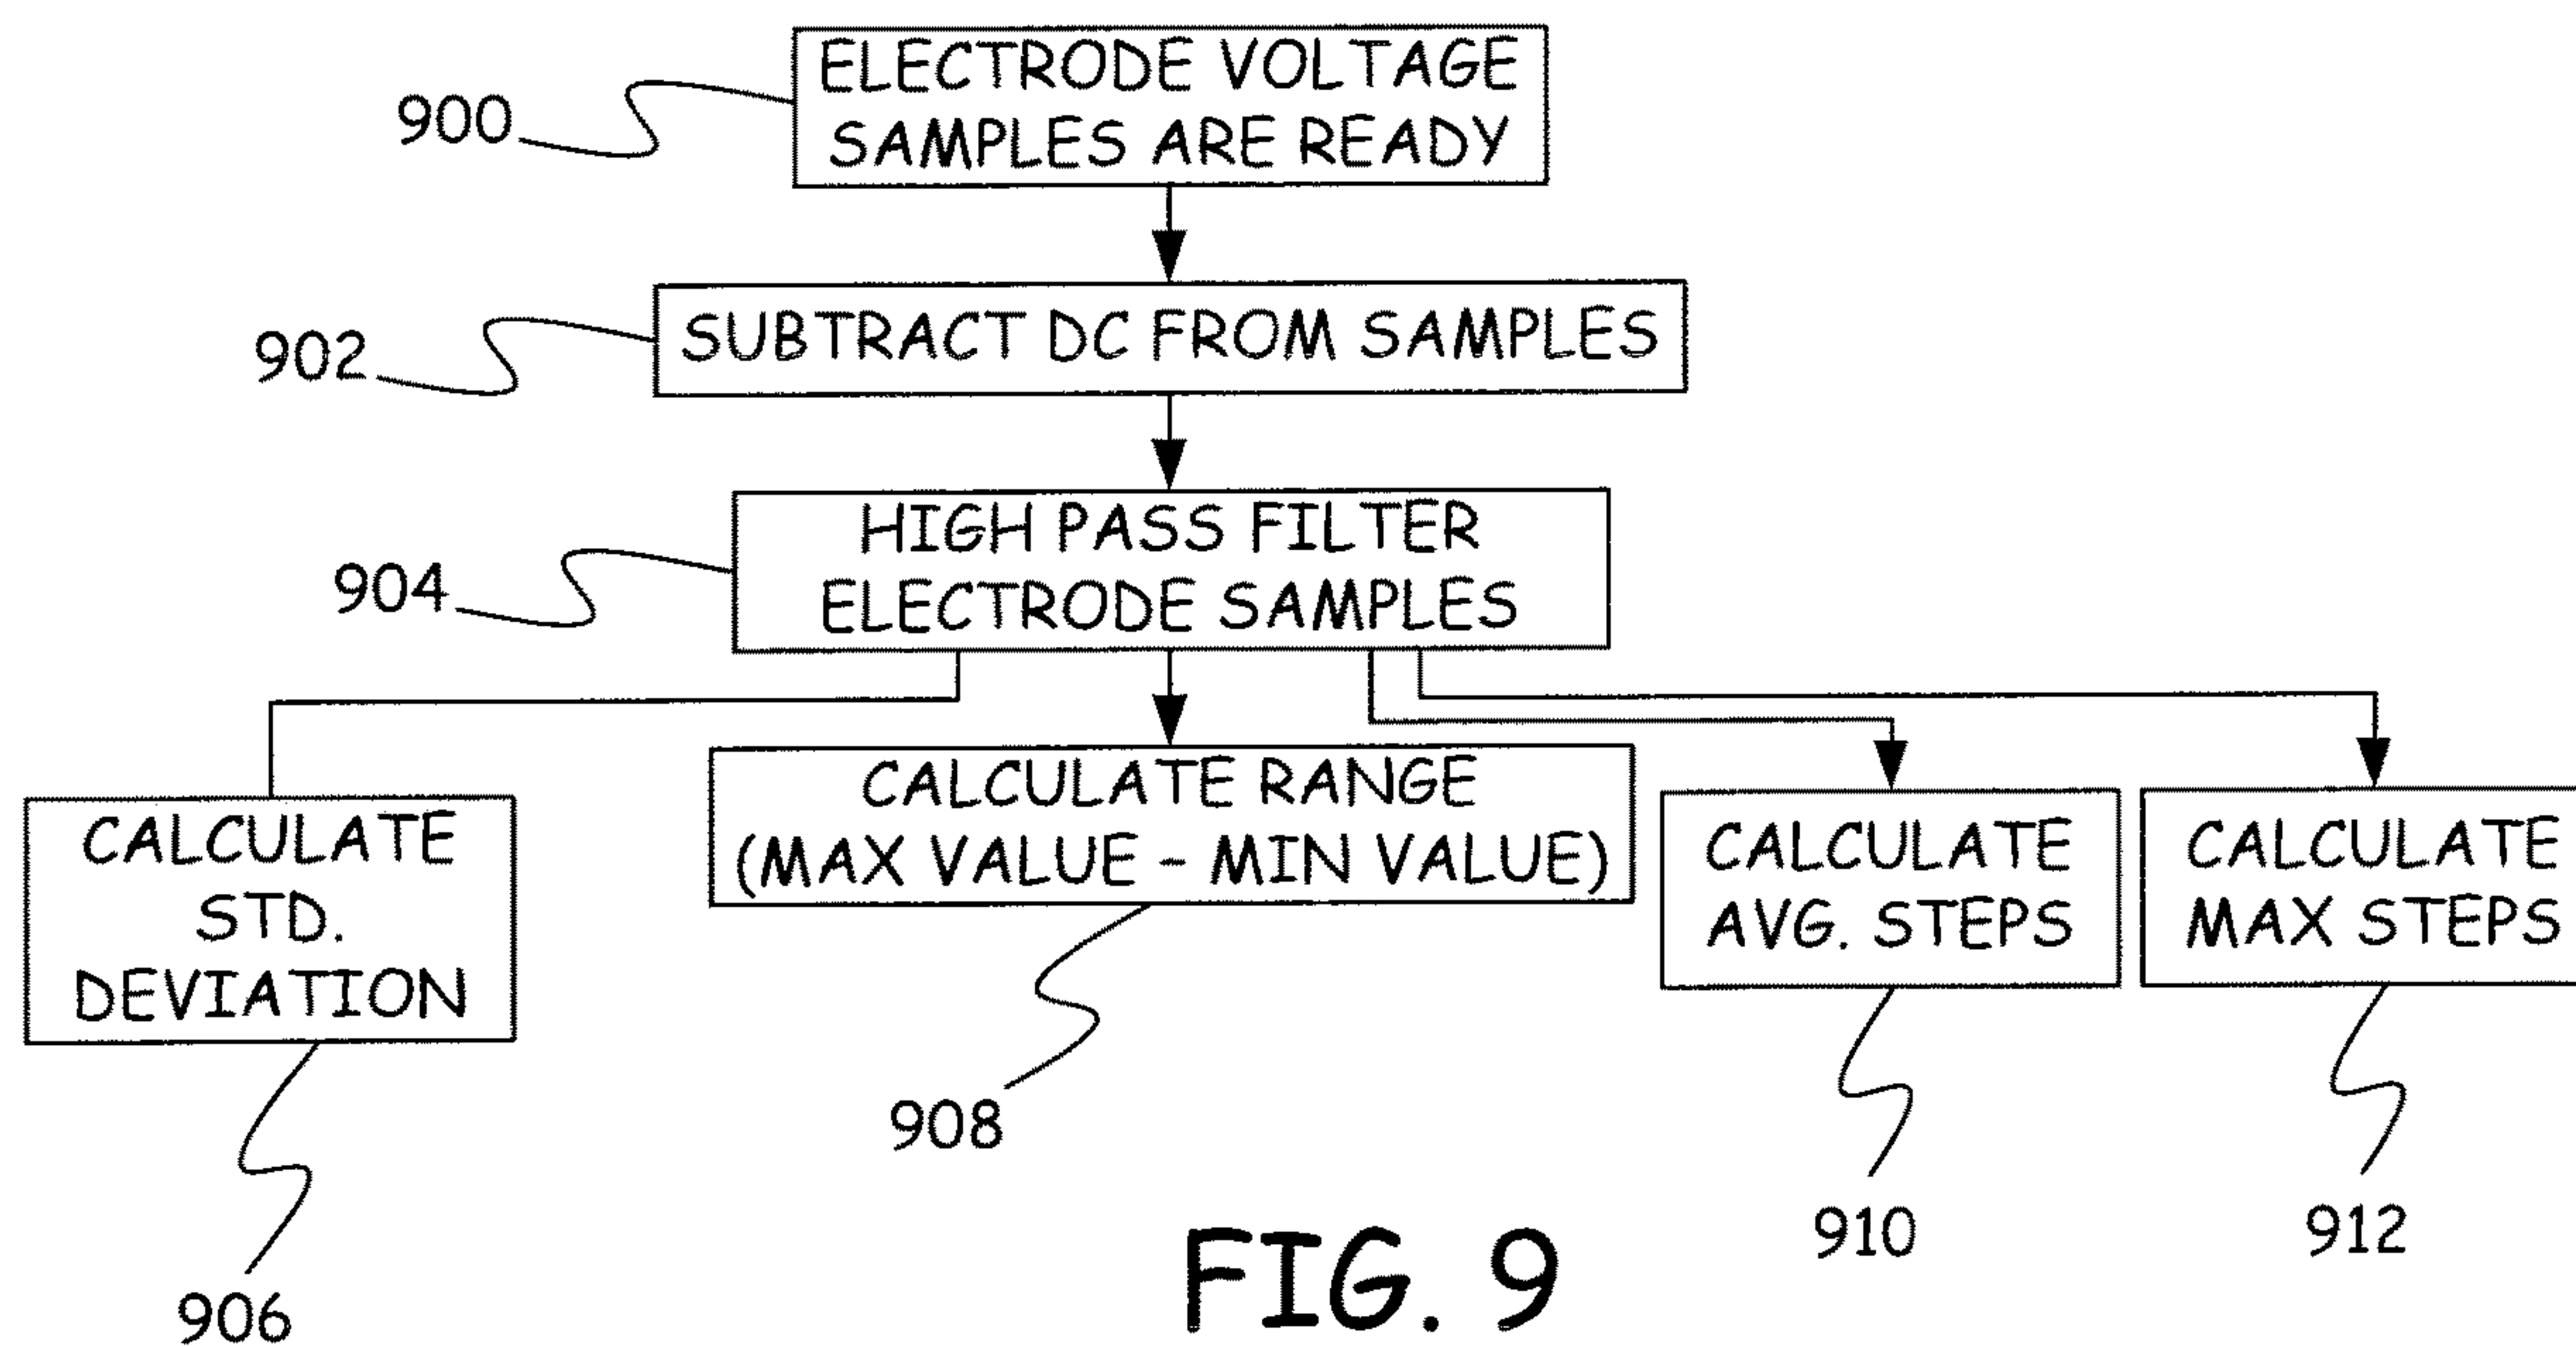 900
ELECTRODE VOLTAGE
SAMPLES ARE READY
902
SUBTRACT DC FROM SAMPLES
904
HIGH PASS FILTER
ELECTRODE SAMPLES
CALCULATE
STD.
DEVIATION
CALCULATE RANGE
(MAX VALUE - MIN VALUE)
CALCULATE
AVG. STEPS
CALCULATE
MAX STEPS
906
908
910
912
FIG. 9